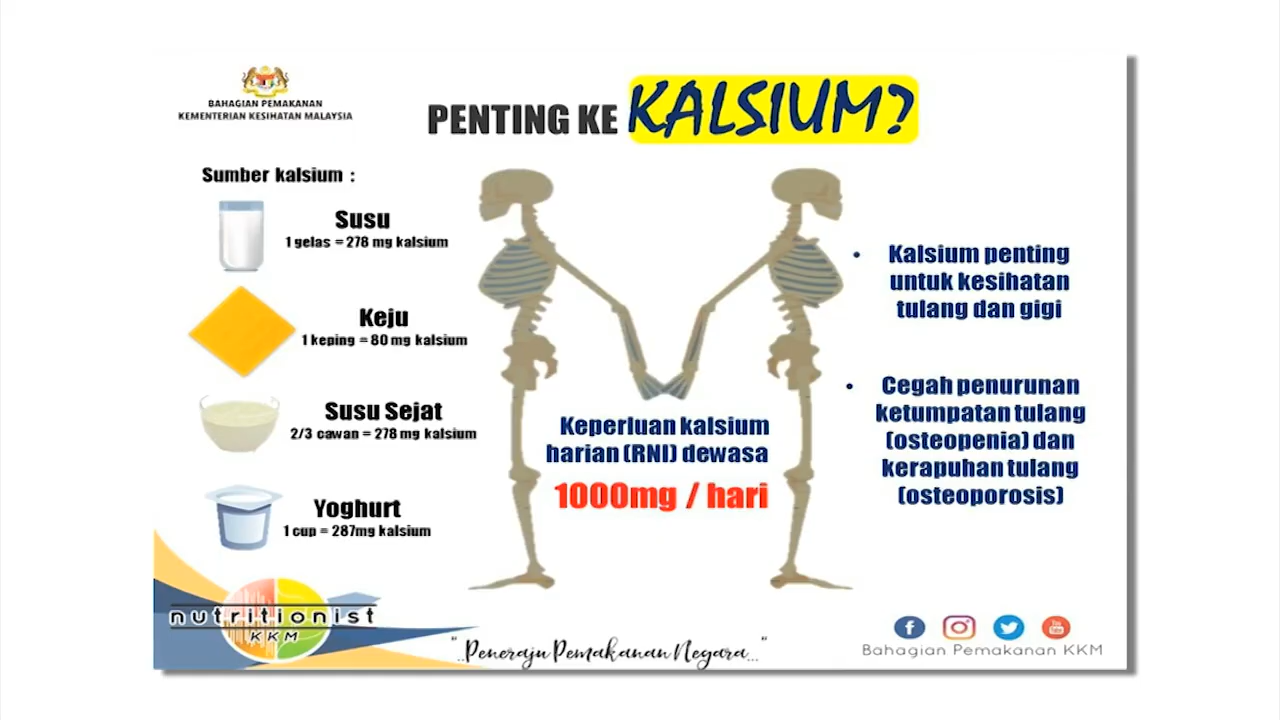 BAHAGIAN PEMAKANAN
KEMENTERIAN KESIHATAN MALAYSIA
PENTING KE KALSIUM?
Sumber kalsium :
Susu
1 gelas = 278 mg kalsium
Keju
1 keping = 80 mg kalsium
Susu Sejat
2/3 cawan = 278 mg kalsium
Yoghurt
1 cup = 287mg kalsium
Keperluan kalsium
harian (RNI) dewasa
1000mg / hari
• Kalsium penting
untuk kesihatan
tulang dan gigi
• Cegah penurunan
ketumpatan tulang
(osteopenia) dan
kerapuhan tulang
(osteoporosis)
nutritionist
KKM
"..Peneraju Pemakanan Negara..."
You Tube
Bahagian Pemakanan KKM